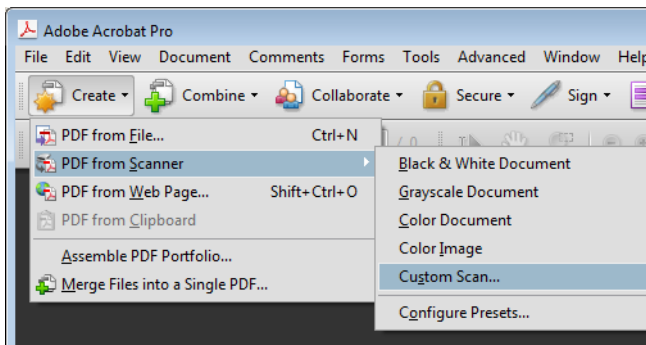 Adobe Acrobat Pro
File Edit View Document Comments Forms Tools Advanced Window Help
Create Combine Collaborate Secure Sign
PDF from File... Ctrl+N
PDF from Scanner
PDF from Web Page... Shift+Ctrl+O
PDF from Clipboard
Assemble PDF Portfolio...
Merge Files into a Single PDF...
Black & White Document
Grayscale Document
Color Document
Color Image
Custom Scan...
Configure Presets...